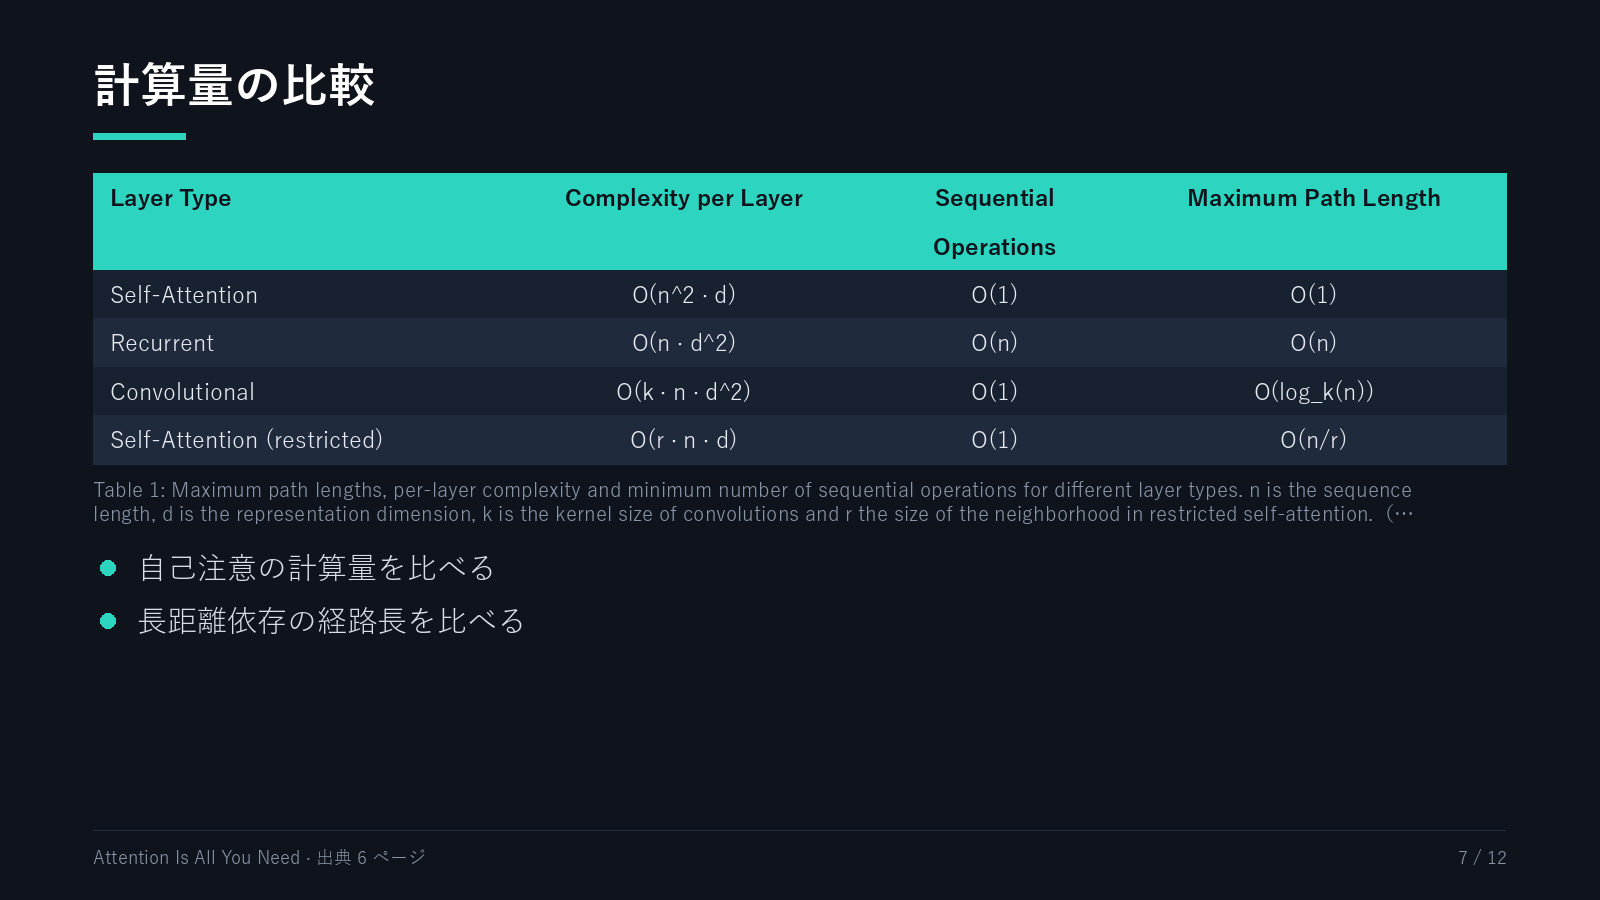 計算量の比較
Layer Type Complexity per Layer Sequential Operations Maximum Path Length
Self-Attention O(n^2 · d) O(1) O(1)
Recurrent O(n · d^2) O(n) O(n)
Convolutional O(k · n · d^2) O(1) O(log_k(n))
Self-Attention (restricted) O(r · n · d) O(1) O(n/r)
Table 1: Maximum path lengths, per-layer complexity and minimum number of sequential operations for different layer types. n is the sequence
length, d is the representation dimension, k is the kernel size of convolutions and r the size of the neighborhood in restricted self-attention.（…
自己注意の計算量を比べる
長距離依存の経路長を比べる
Attention Is All You Need · 出典 6 ページ
7 / 12